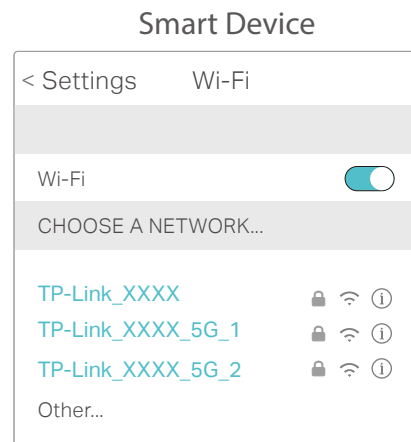 Smart Device
< Settings Wi-Fi
Wi-Fi
CHOOSE A NETWORK...
TP-Link_XXXX
TP-Link_XXXX_5G_1
TP-Link_XXXX_5G_2
Other...